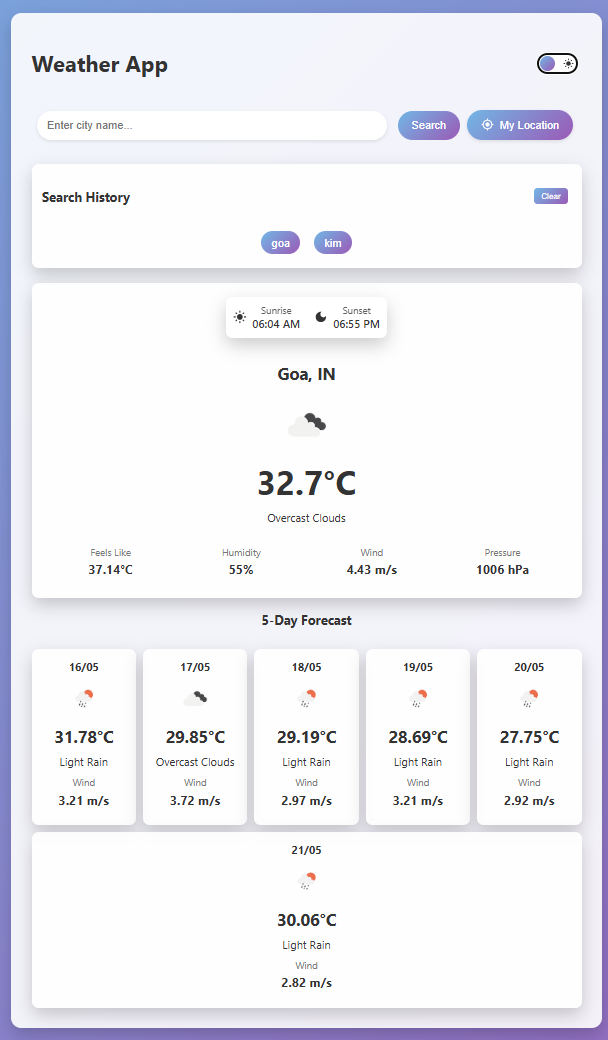 Weather App
Enter city name...
Search
My Location
Search History
Clear
goa kim
Sunrise
06:04 AM
Sunset
06:55 PM
Goa, IN
32.7°C
Overcast Clouds
Feels Like
37.14°C
Humidity
55%
Wind
4.43 m/s
Pressure
1006 hPa
5-Day Forecast
16/05
31.78°C
Light Rain
Wind
3.21 m/s
17/05
29.85°C
Overcast Clouds
Wind
3.72 m/s
18/05
29.19°C
Light Rain
Wind
2.97 m/s
19/05
28.69°C
Light Rain
Wind
3.21 m/s
20/05
27.75°C
Light Rain
Wind
2.92 m/s
21/05
30.06°C
Light Rain
Wind
2.82 m/s